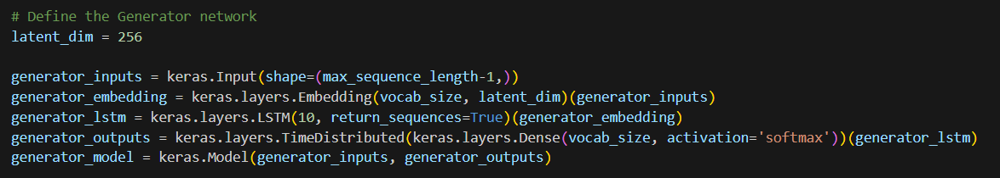 # Define the Generator network
latent_dim = 256
generator_inputs = keras.Input(shape=(max_sequence_length-1,))
generator_embedding = keras.layers.Embedding(vocab_size, latent_dim)(generator_inputs)
generator_lstm = keras.layers.LSTM(10, return_sequences=True)(generator_embedding)
generator_outputs = keras.layers.TimeDistributed(keras.layers.Dense(vocab_size, activation='softmax'))(generator_lstm)
generator_model = keras.Model(generator_inputs, generator_outputs)